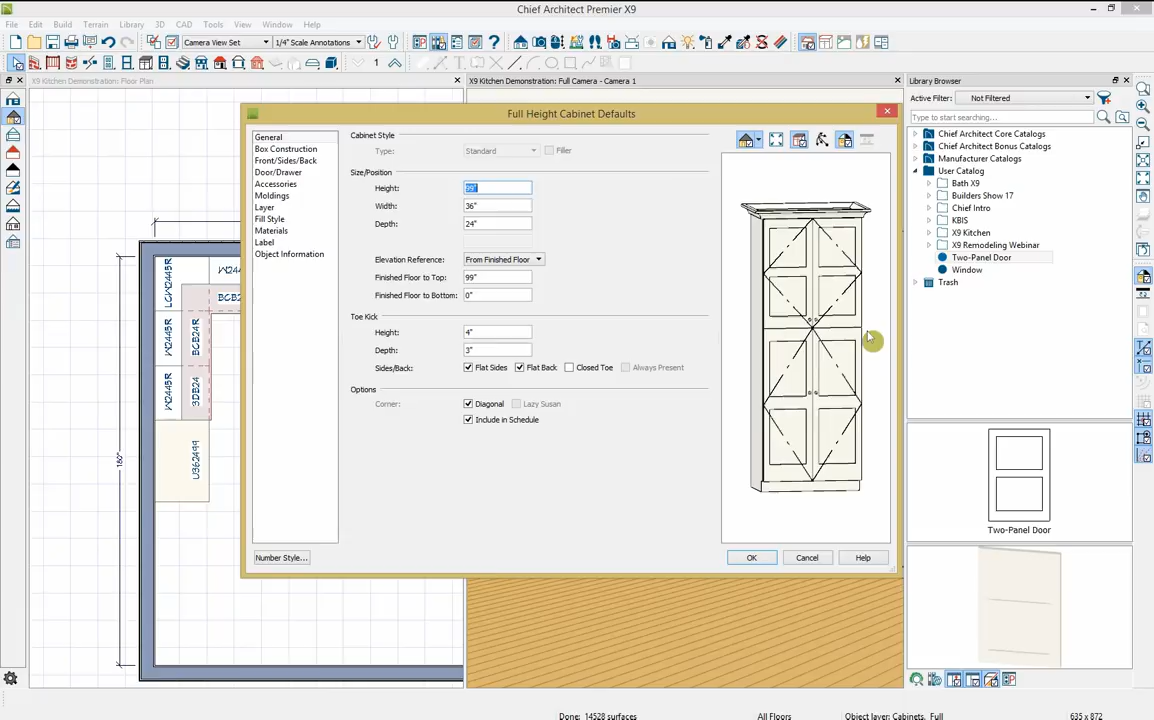 Chief Architect Premier X9
File Edit Build Terrain Library 3D CAD Tools View Window Help
Camera View Set 1/4" Scale Annotations
1
X9 Kitchen Demonstration: Floor Plan
X9 Kitchen Demonstration: Full Camera - Camera 1
Library Browser
Active Filter: Not Filtered
Type to start searching...
Chief Architect Core Catalogs
Chief Architect Bonus Catalogs
Manufacturer Catalogs
User Catalog
Bath X9
Builders Show 17
Chief Intro
KBIS
X9 Kitchen
X9 Remodeling Webinar
Two-Panel Door
Window
Trash
Two-Panel Door
Full Height Cabinet Defaults
General
Box Construction
Front/Sides/Back
Door/Drawer
Accessories
Moldings
Layer
Fill Style
Materials
Label
Object Information
Cabinet Style
Type: Standard Filler
Size/Position
Height: 99"
Width: 36"
Depth: 24"
Elevation Reference: From Finished Floor
Finished Floor to Top: 99"
Finished Floor to Bottom: 0"
Toe Kick
Height: 4"
Depth: 3"
Sides/Back: Flat Sides Flat Back Closed Toe Always Present
Options
Corner: Diagonal Lazy Susan
Include in Schedule
Number Style...
OK Cancel Help
W2445R
BCB24R
W2445R
3DB24
U362499
180"
Done: 14528 surfaces All Floors Object layer: Cabinets, Full 635 x 872